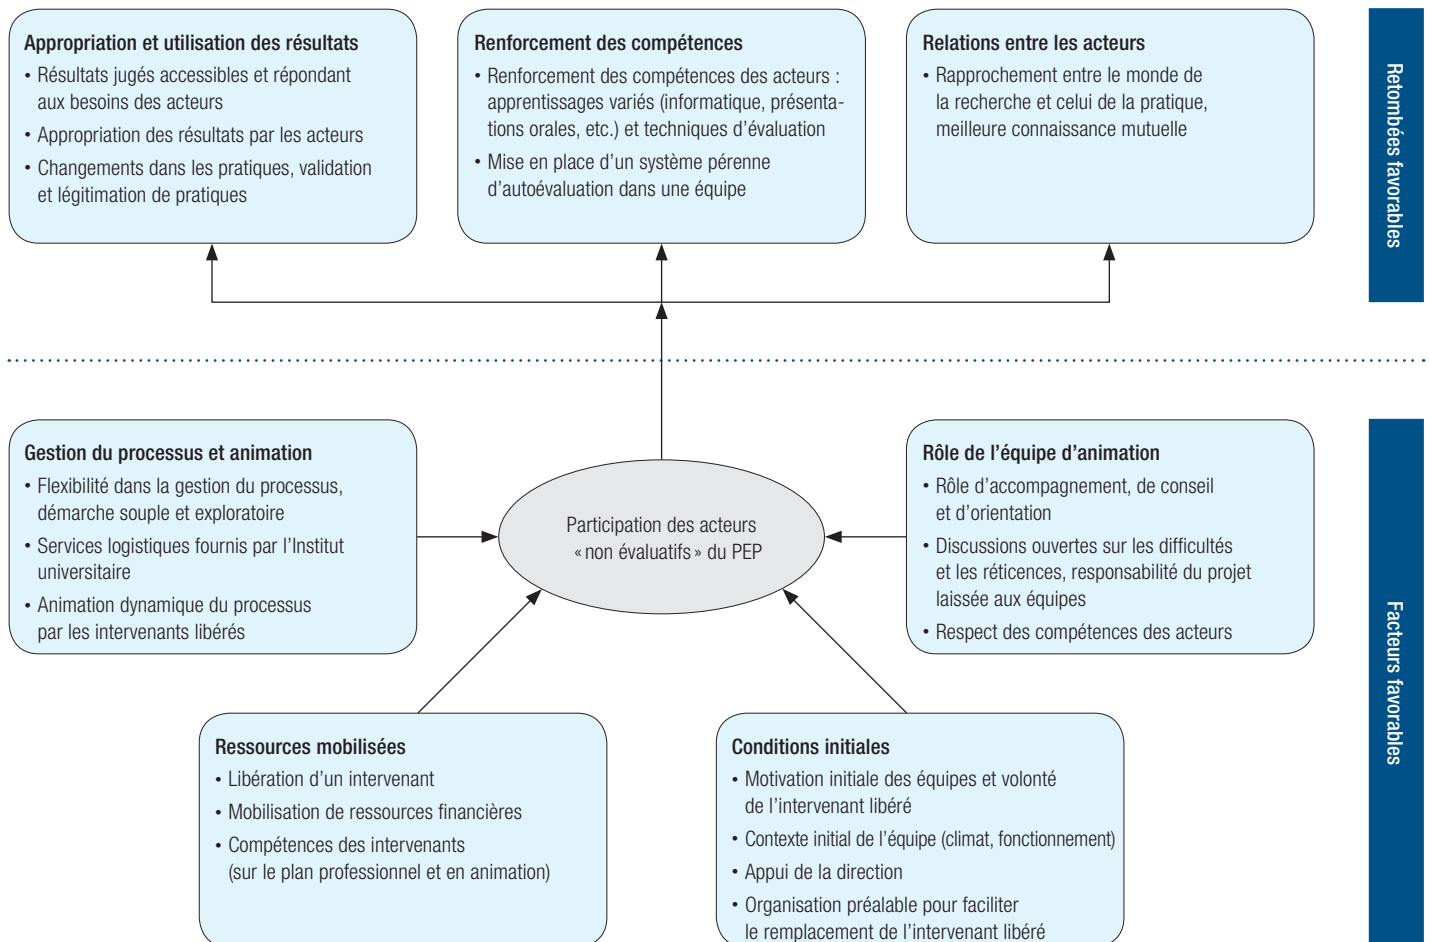 Appropriation et utilisation des résultats
• Résultats jugés accessibles et répondant
aux besoins des acteurs
• Appropriation des résultats par les acteurs
• Changements dans les pratiques, validation
et légitimation de pratiques
Renforcement des compétences
• Renforcement des compétences des acteurs :
apprentissages variés (informatique, présenta-
tions orales, etc.) et techniques d’évaluation
• Mise en place d’un système pérenne
d’autoévaluation dans une équipe
Relations entre les acteurs
• Rapprochement entre le monde de
la recherche et celui de la pratique,
meilleure connaissance mutuelle
Retombées favorables
Gestion du processus et animation
• Flexibilité dans la gestion du processus,
démarche souple et exploratoire
• Services logistiques fournis par l’Institut
universitaire
• Animation dynamique du processus
par les intervenants libérés
Participation des acteurs
« non évaluatifs » du PEP
Rôle de l’équipe d’animation
• Rôle d’accompagnement, de conseil
et d’orientation
• Discussions ouvertes sur les difficultés
et les réticences, responsabilité du projet
laissée aux équipes
• Respect des compétences des acteurs
Ressources mobilisées
• Libération d’un intervenant
• Mobilisation de ressources financières
• Compétences des intervenants
(sur le plan professionnel et en animation)
Conditions initiales
• Motivation initiale des équipes et volonté
de l’intervenant libéré
• Contexte initial de l’équipe (climat, fonctionnement)
• Appui de la direction
• Organisation préalable pour faciliter
le remplacement de l’intervenant libéré
Facteurs favorables